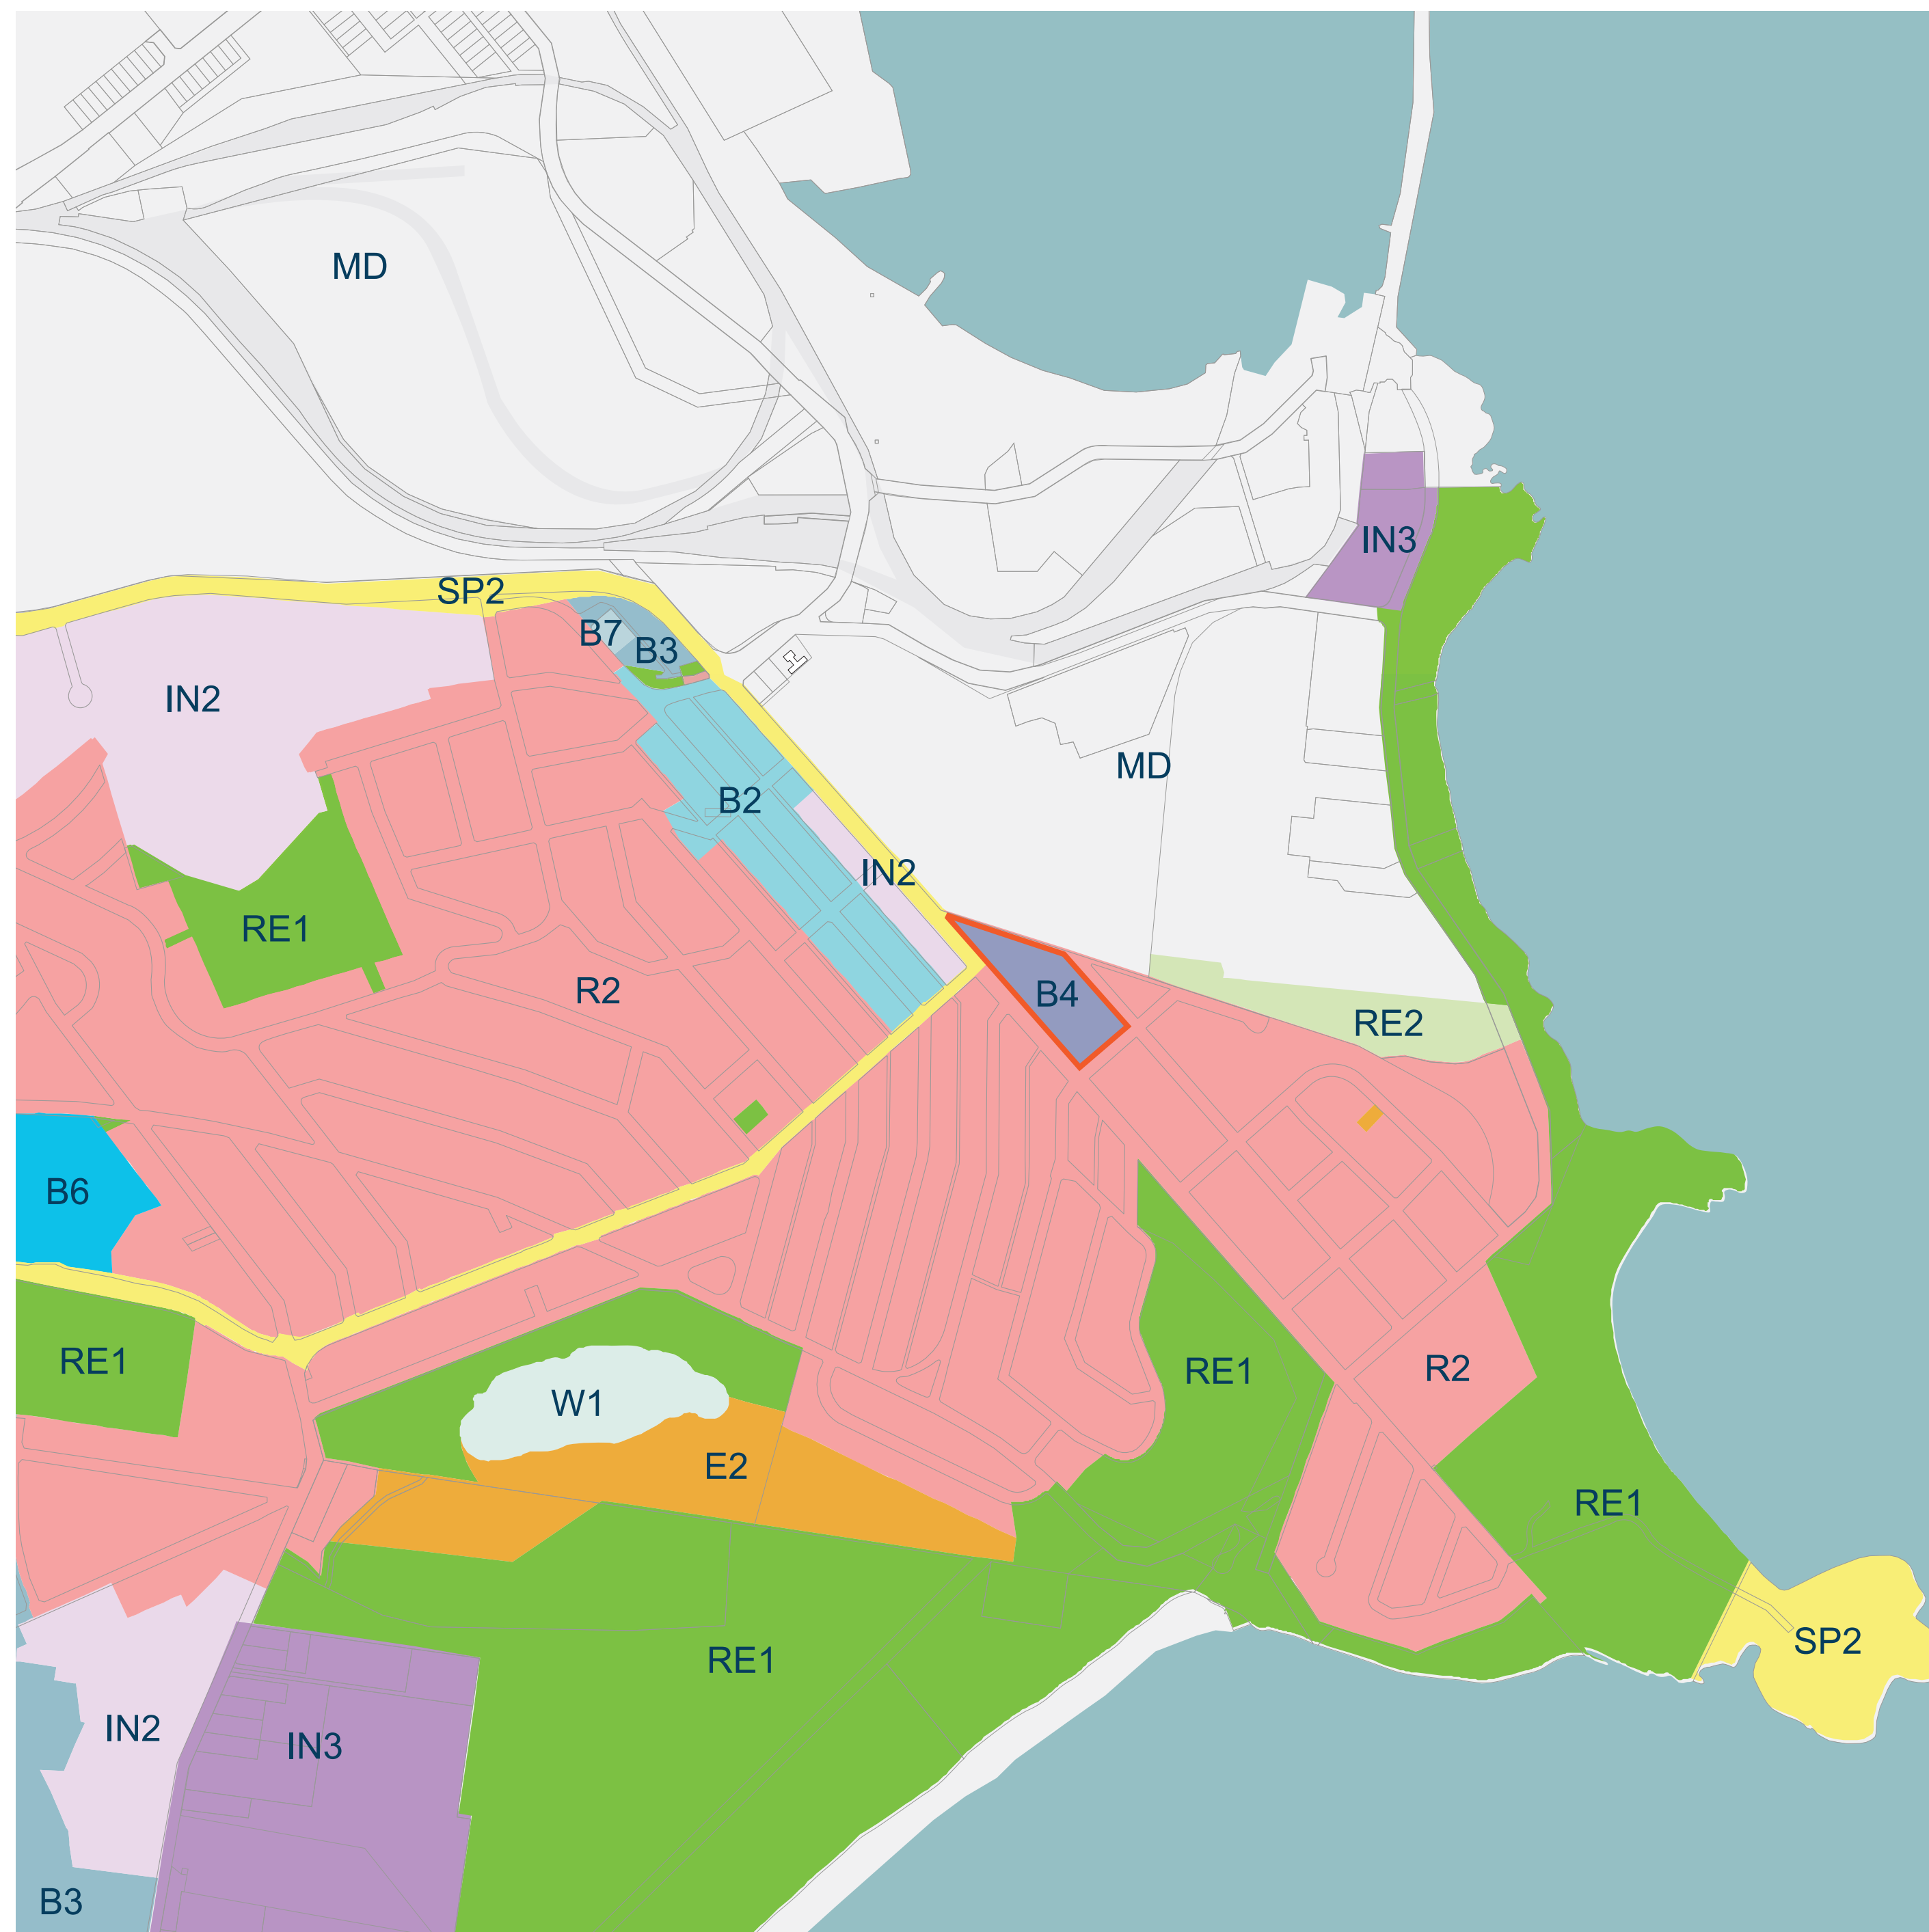 MD
IN3
SP2
B7
B3
IN2
MD
B2
IN2
RE1
R2
B4
RE2
B6
RE1
R2
RE1
W1
E2
RE1
SP2
RE1
IN2
IN3
B3